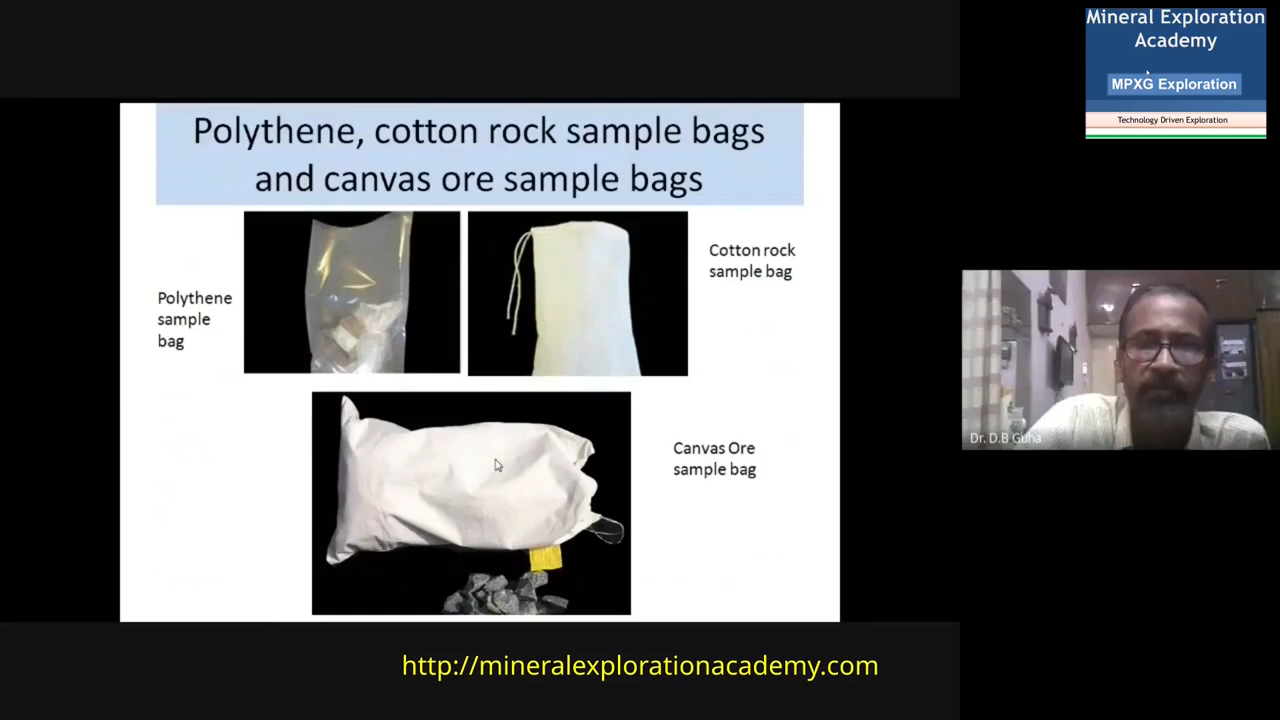 Polythene, cotton rock sample bags
and canvas ore sample bags
Polythene
sample
bag
Cotton rock
sample bag
Canvas Ore
sample bag
http://mineralexplorationacademy.com
Mineral Exploration
Academy
MPXG Exploration
Technology Driven Exploration
Dr. D.B Guha